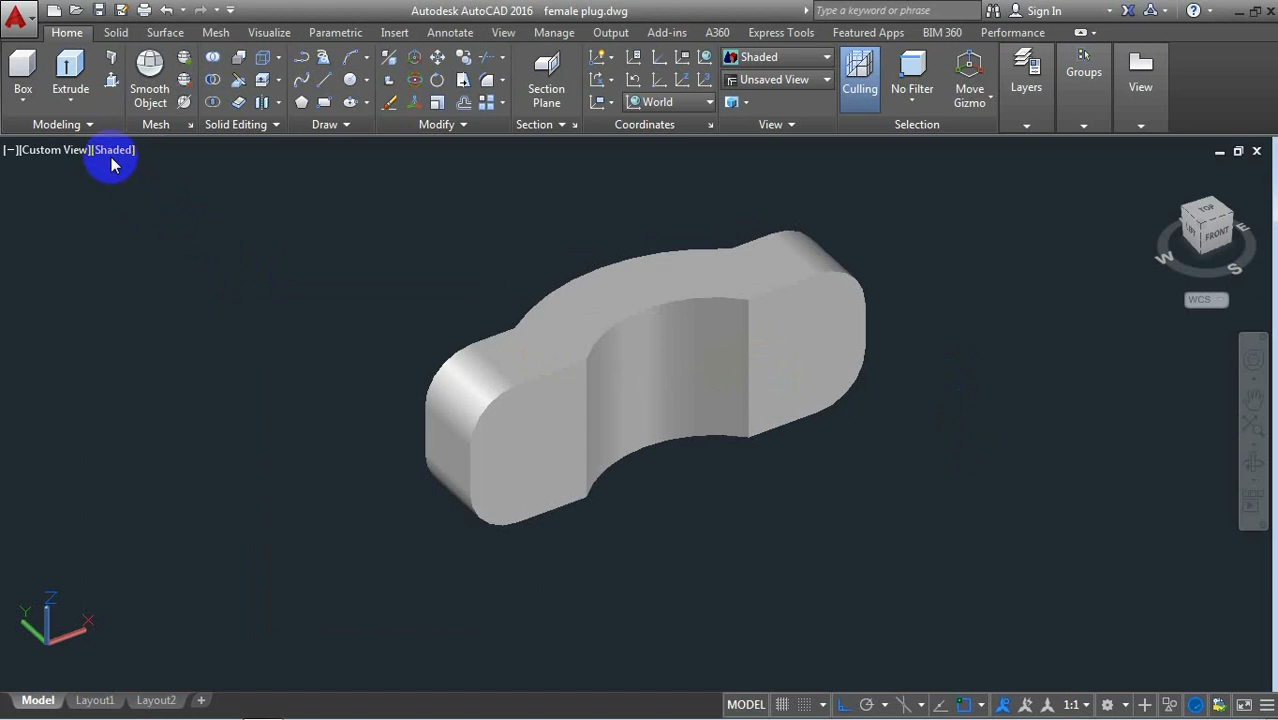 Autodesk AutoCAD 2016 female plug.dwg
Type a keyword or phrase
Sign In
Home Solid Surface Mesh Visualize Parametric Insert Annotate View Manage Output Add-ins A360 Express Tools Featured Apps BIM 360 Performance
Box
Extrude
Smooth
Object
Section
Plane
Shaded
Unsaved View
World
Culling
No Filter
Move
Gizmo
Layers
Groups
View
Modeling
Mesh
Solid Editing
Draw
Modify
Section
Coordinates
View
Selection
[−][Custom View][Shaded]
TOP
FRONT
W
S
E
WCS
Z
Y
X
Model Layout1 Layout2
MODEL
1:1